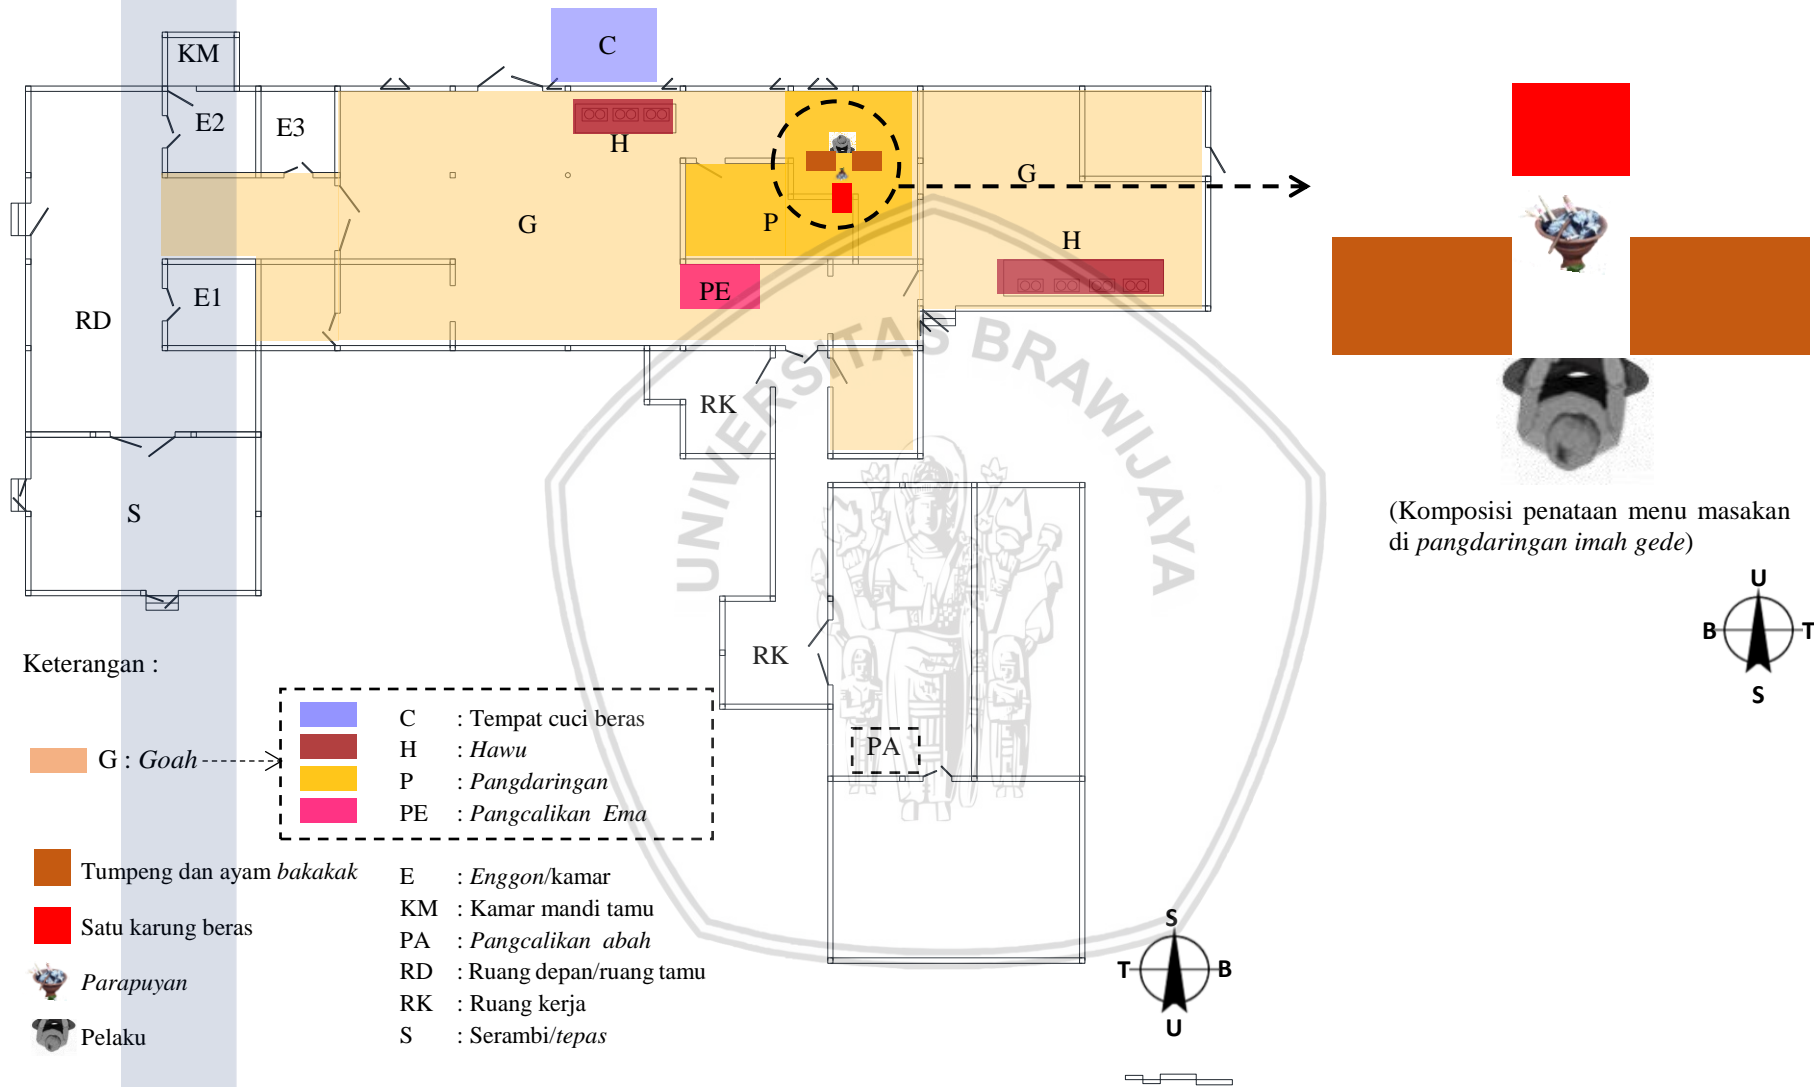 C
KM
E2
E3
H
G
G
P
H
PE
E1
RD
RK
S
RK
PA
UNIVERSITAS BRAWIJAYA
(Komposisi penataan menu masakan
di pangdaringan imah gede)
U
B T
S
S
T B
U
Keterangan :
G : Goah
C : Tempat cuci beras
H : Hawu
P : Pangdaringan
PE : Pangcalikan Ema
Tumpeng dan ayam bakakak
Satu karung beras
Parapuyan
Pelaku
E : Enggon/kamar
KM : Kamar mandi tamu
PA : Pangcalikan abah
RD : Ruang depan/ruang tamu
RK : Ruang kerja
S : Serambi/tepas